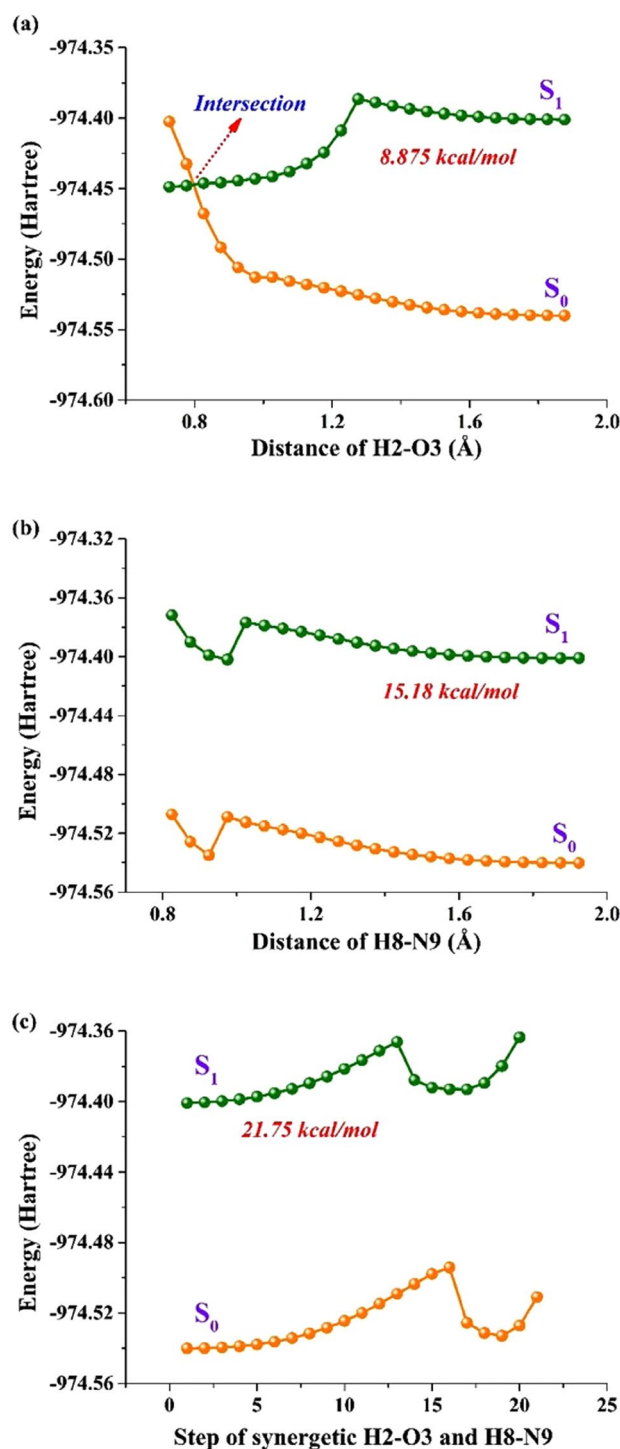 (a)
-974.35
-974.40
-974.45
-974.50
-974.55
-974.60
Energy (Hartree)
Intersection
S1
8.875 kcal/mol
S0
0.8 1.2 1.6 2.0
Distance of H2-O3 (Å)
(b)
-974.32
-974.36
-974.40
-974.44
-974.48
-974.52
-974.56
Energy (Hartree)
S1
15.18 kcal/mol
S0
0.8 1.2 1.6 2.0
Distance of H8-N9 (Å)
(c)
-974.36
-974.40
-974.44
-974.48
-974.52
-974.56
Energy (Hartree)
S1
21.75 kcal/mol
S0
0 5 10 15 20 25
Step of synergetic H2-O3 and H8-N9